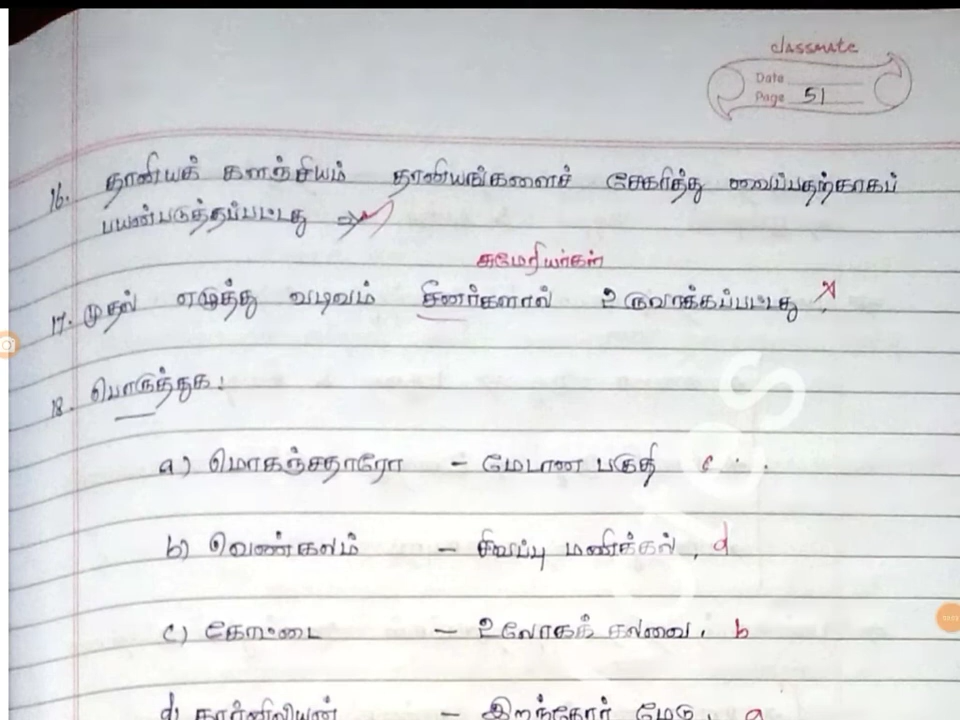 classmate
Date
Page 51
16. தானியக் களஞ்சியம் தானியங்களைச் சேகரித்து வைப்பதற்காகப்
பயன்படுத்தப்பட்டது ✓
சுமேரியர்கள்
17. முதல் எழுத்து வடிவம் சீனர்களால் உருவாக்கப்பட்டது. ✗
18. பொருத்துக :
a) மொகஞ்சதாரோ – மேடான பகுதி c
b) வெண்கலம் – சிவப்பு மணிக்கல். d
c) கோட்டை – உலோகக் கலவை. b
d) கார்னிலியன் – இறந்தோர் மேடு. a